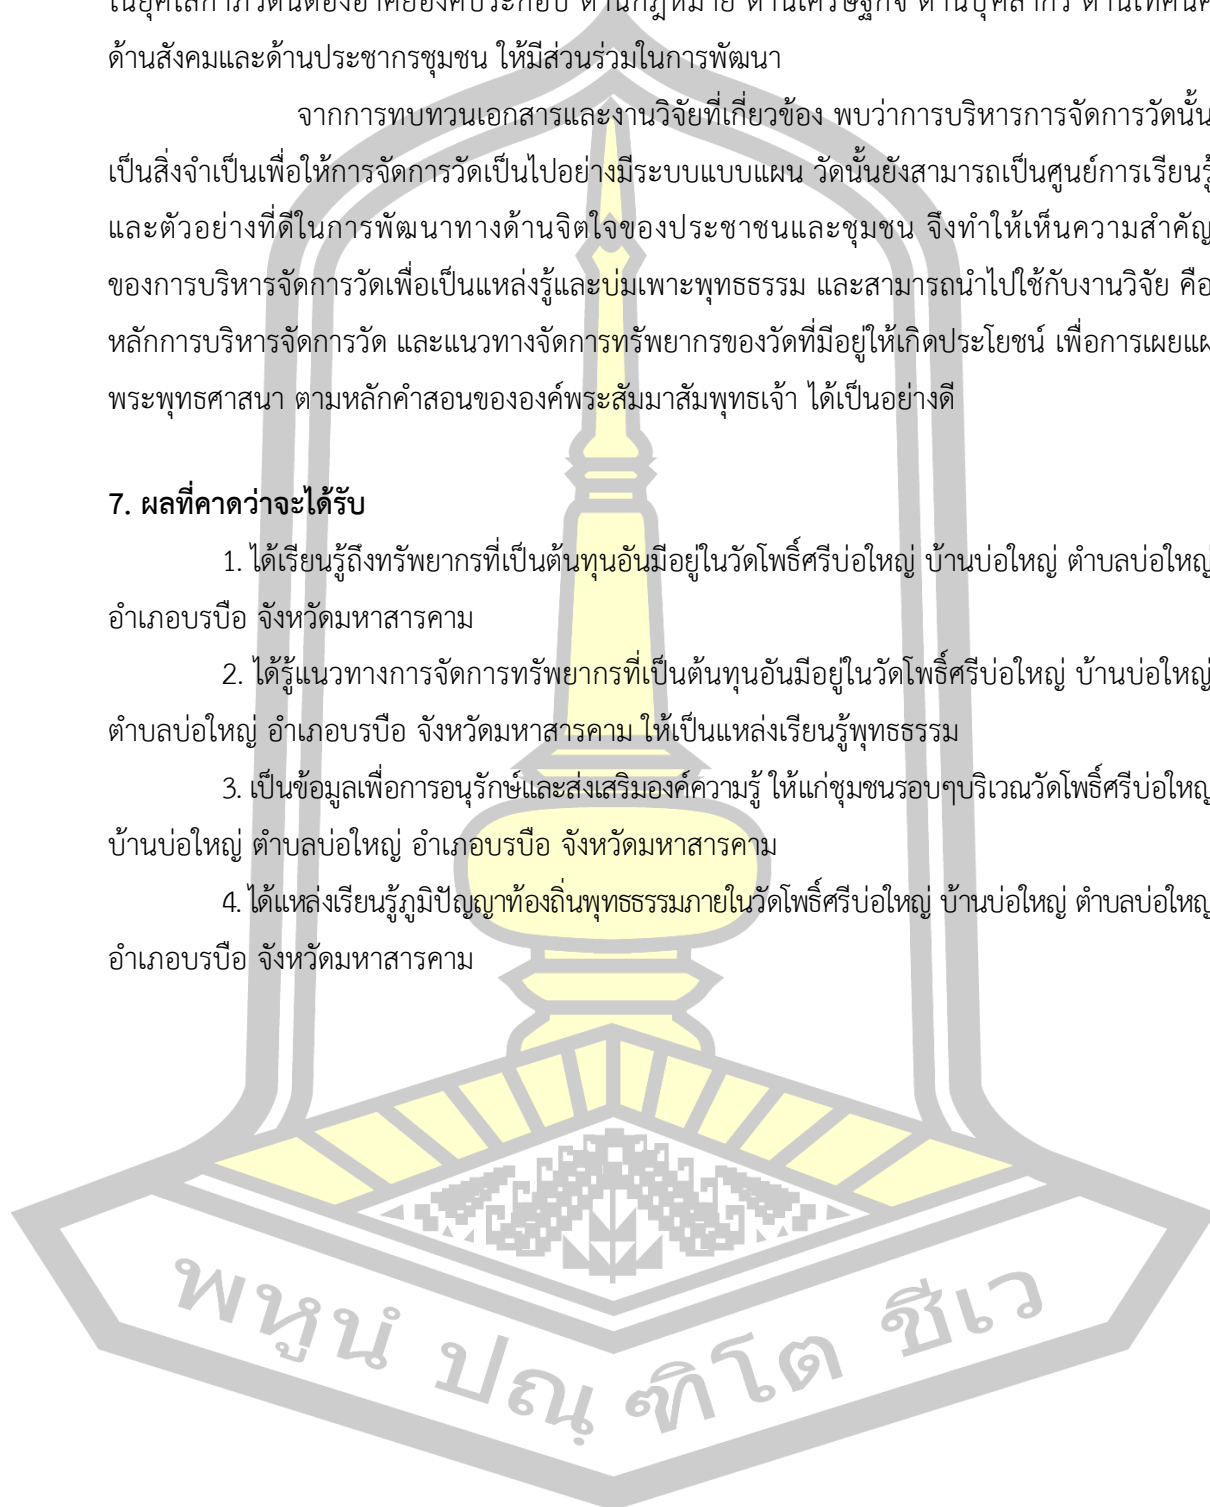 ด้านสังคมและด้านประชากรชุมชน ให้มีส่วนร่วมในการพัฒนา
จากการทบทวนเอกสารและงานวิจัยที่เกี่ยวข้อง พบว่าการบริหารการจัดการวัดนั้น
เป็นสิ่งจำเป็นเพื่อให้การจัดการวัดเป็นไปอย่างมีระบบแบบแผน วัดนั้นยังสามารถเป็นศูนย์การเรียนรู้
และตัวอย่างที่ดีในการพัฒนาทางด้านจิตใจของประชาชนและชุมชน จึงทำให้เห็นความสำคัญ
ของการบริหารจัดการวัดเพื่อเป็นแหล่งรู้และบ่มเพาะพุทธธรรม และสามารถนำไปใช้กับงานวิจัย คือ
หลักการบริหารจัดการวัด และแนวทางจัดการทรัพยากรของวัดที่มีอยู่ให้เกิดประโยชน์ เพื่อการเผยแผ
พระพุทธศาสนา ตามหลักคำสอนขององค์พระสัมมาสัมพุทธเจ้า ได้เป็นอย่างดี
7. ผลที่คาดว่าจะได้รับ
1. ได้เรียนรู้ถึงทรัพยากรที่เป็นต้นทุนอันมีอยู่ในวัดโพธิ์ศรีบ่อใหญ่ บ้านบ่อใหญ่ ตำบลบ่อใหญ่
อำเภอบรบือ จังหวัดมหาสารคาม
2. ได้รู้แนวทางการจัดการทรัพยากรที่เป็นต้นทุนอันมีอยู่ในวัดโพธิ์ศรีบ่อใหญ่ บ้านบ่อใหญ่
ตำบลบ่อใหญ่ อำเภอบรบือ จังหวัดมหาสารคาม ให้เป็นแหล่งเรียนรู้พุทธธรรม
3. เป็นข้อมูลเพื่อการอนุรักษ์และส่งเสริมองค์ความรู้ ให้แก่ชุมชนรอบๆบริเวณวัดโพธิ์ศรีบ่อใหญ่
บ้านบ่อใหญ่ ตำบลบ่อใหญ่ อำเภอบรบือ จังหวัดมหาสารคาม
4. ได้แหล่งเรียนรู้ภูมิปัญญาท้องถิ่นพุทธธรรมภายในวัดโพธิ์ศรีบ่อใหญ่ บ้านบ่อใหญ่ ตำบลบ่อใหญ่
อำเภอบรบือ จังหวัดมหาสารคาม
พหูนํ ปณฺฑิโต ชีเว